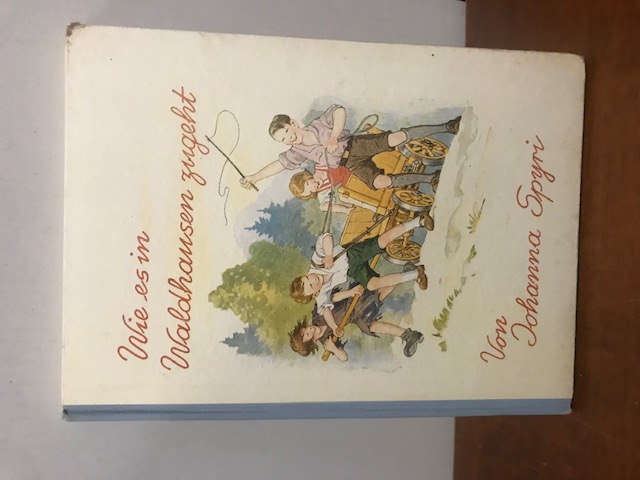 Wie es in
Waldhausen zugeht
Von
Johanna Spyri